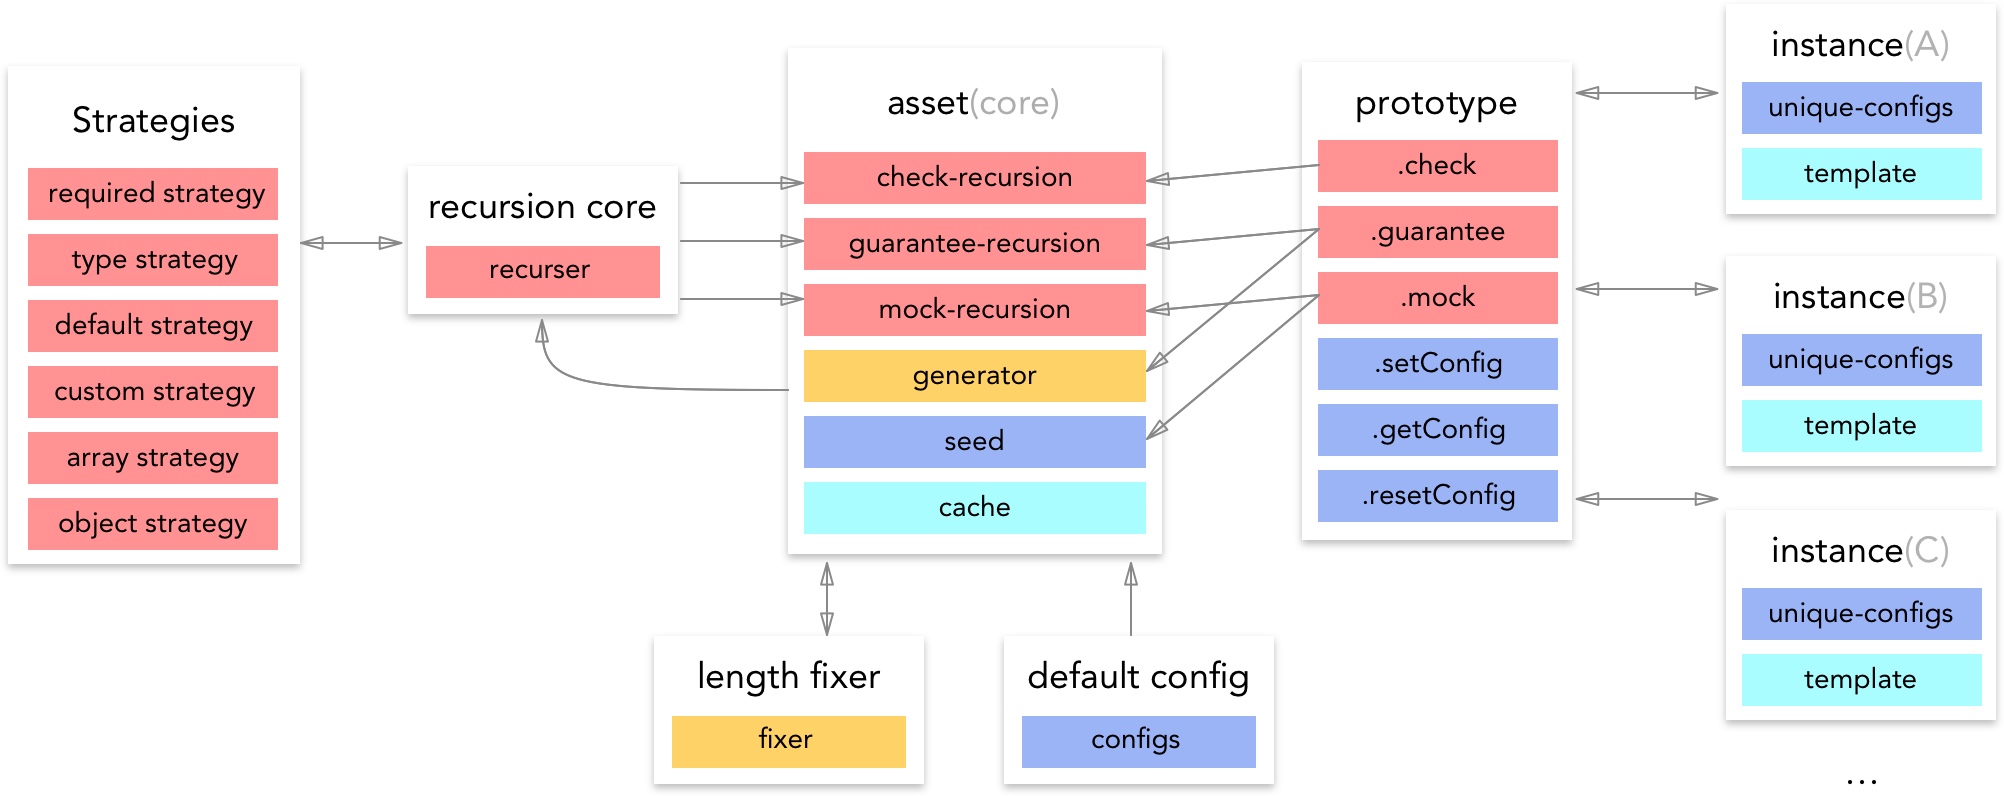 Strategies
required strategy
type strategy
default strategy
custom strategy
array strategy
object strategy
recursion core
recurser
asset(core)
check-recursion
guarantee-recursion
mock-recursion
generator
seed
cache
length fixer
fixer
default config
configs
prototype
.check
.guarantee
.mock
.setConfig
.getConfig
.resetConfig
instance(A)
unique-configs
template
instance(B)
unique-configs
template
instance(C)
unique-configs
template
...